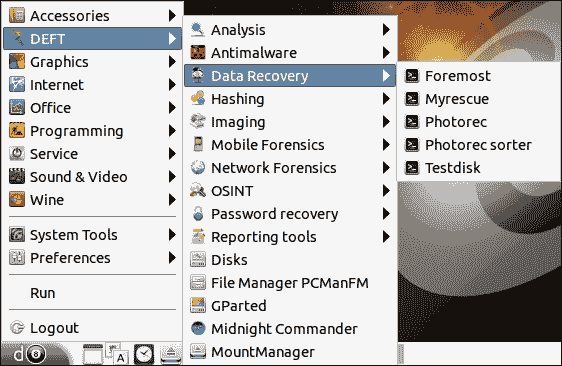 Accessories
DEFT
Graphics
Internet
Office
Programming
Service
Sound & Video
Wine
System Tools
Preferences
Run
Logout
Analysis
Antimalware
Data Recovery
Hashing
Imaging
Mobile Forensics
Network Forensics
OSINT
Password recovery
Reporting tools
Disks
File Manager PCManFM
GParted
Midnight Commander
MountManager
Foremost
Myrescue
Photorec
Photorec sorter
Testdisk
d 8
A